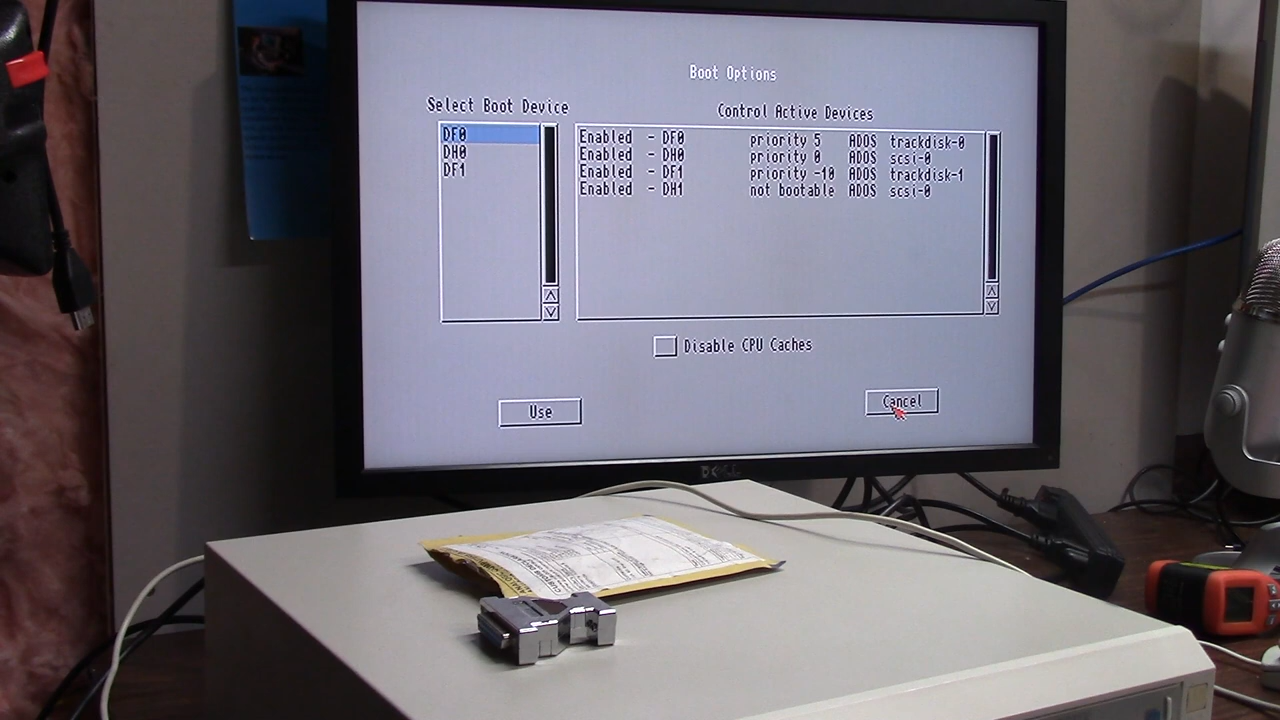 Boot Options
Select Boot Device
Control Active Devices
DF0
DH0
DF1
Enabled - DF0 priority 5 ADOS trackdisk-0
Enabled - DH0 priority 0 ADOS scsi-0
Enabled - DF1 priority -10 ADOS trackdisk-1
Enabled - DH1 not bootable ADOS scsi-0
Disable CPU Caches
Use
Cancel
DELL